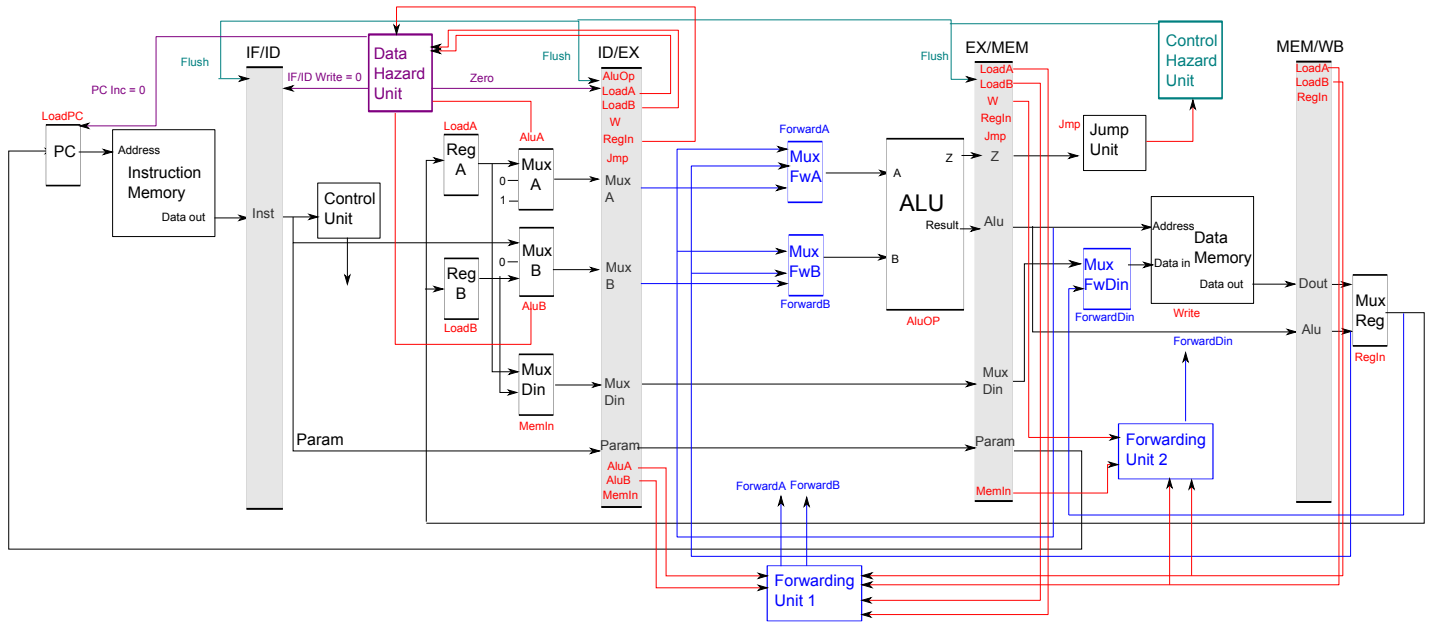 IF/ID
Flush
IF/ID Write = 0
PC Inc = 0
Data
Hazard
Unit
Zero
Flush
ID/EX
AluOp
LoadA
LoadB
W
RegIn
Jmp
Mux
A
Mux
B
Mux
Din
Param
AluA
AluB
MemIn
LoadPC
PC
Address
Instruction
Memory
Data out
Inst
Control
Unit
LoadA
Reg
A
Reg
B
LoadB
AluA
Mux
A
0
1
Mux
B
0
AluB
Mux
Din
MemIn
Param
ForwardA
Mux
FwA
Mux
FwB
ForwardB
A
B
Z
ALU
Result
AluOP
Flush
EX/MEM
LoadA
LoadB
W
RegIn
Jmp
Z
Alu
Mux
Din
Param
MemIn
Control
Hazard
Unit
Jmp
Jump
Unit
Address
Data
Memory
Data in
Data out
Write
Mux
FwDin
ForwardDin
MEM/WB
LoadA
LoadB
RegIn
Dout
Alu
Mux
Reg
RegIn
ForwardDin
Forwarding
Unit 2
ForwardA
ForwardB
Forwarding
Unit 1